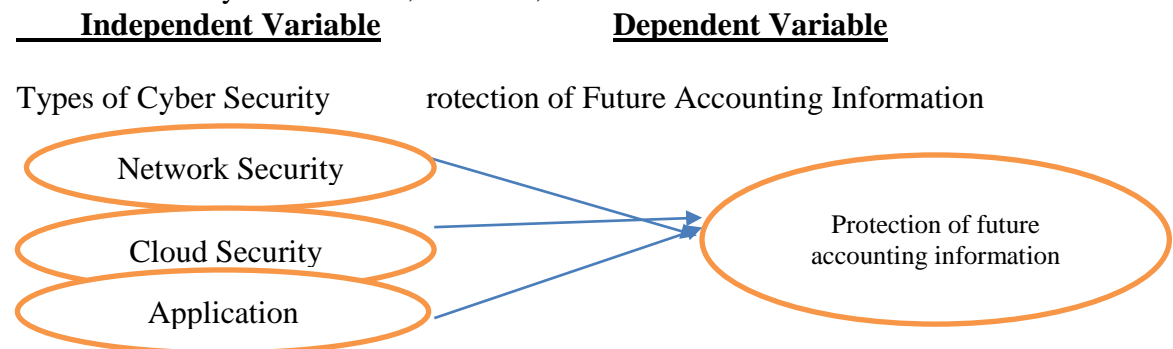 Independent Variable Dependent Variable
Types of Cyber Security rotection of Future Accounting Information
Network Security
Cloud Security
Application
Protection of future
accounting information